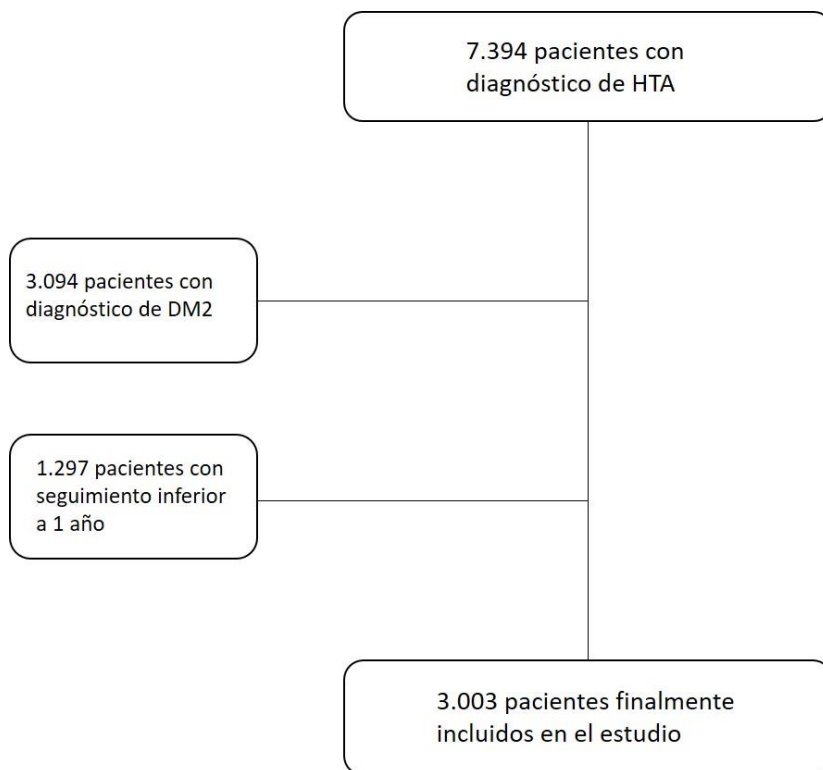 7.394 pacientes con
diagnóstico de HTA
3.094 pacientes con
diagnóstico de DM2
1.297 pacientes con
seguimiento inferior
a 1 año
3.003 pacientes finalmente
incluidos en el estudio